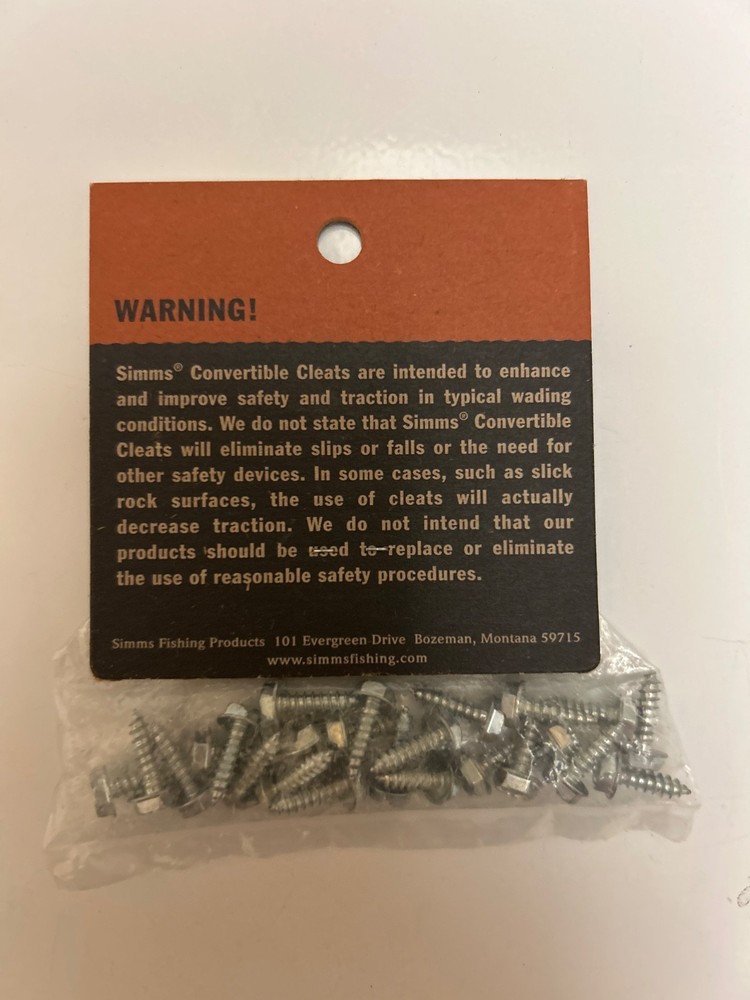 WARNING!
Simms® Convertible Cleats are intended to enhance
and improve safety and traction in typical wading
conditions. We do not state that Simms® Convertible
Cleats will eliminate slips or falls or the need for
other safety devices. In some cases, such as slick
rock surfaces, the use of cleats will actually
decrease traction. We do not intend that our
products should be used to replace or eliminate
the use of reasonable safety procedures.
Simms Fishing Products 101 Evergreen Drive Bozeman, Montana 59715
www.simmsfishing.com